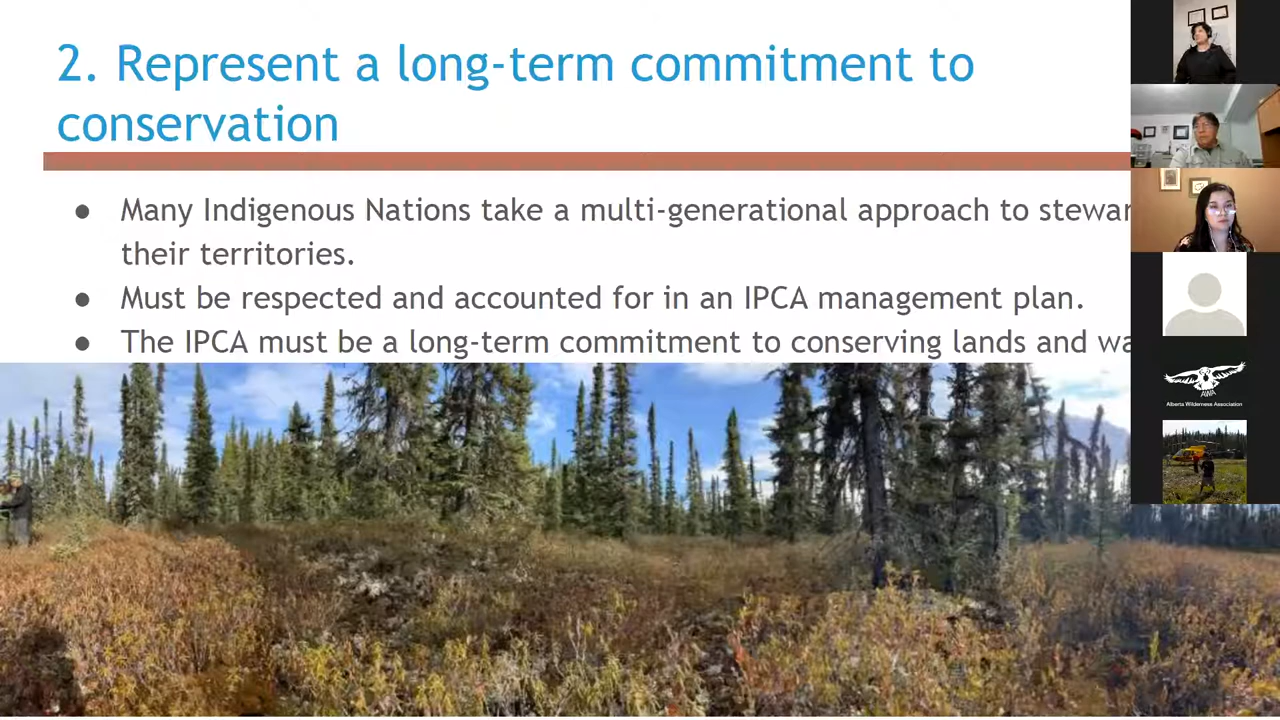 2. Represent a long-term commitment to
conservation
● Many Indigenous Nations take a multi-generational approach to
their territories.
● Must be respected and accounted for in an IPCA management plan.
● The IPCA must be a long-term commitment to conserving lands and
AWA
Alberta Wilderness Association